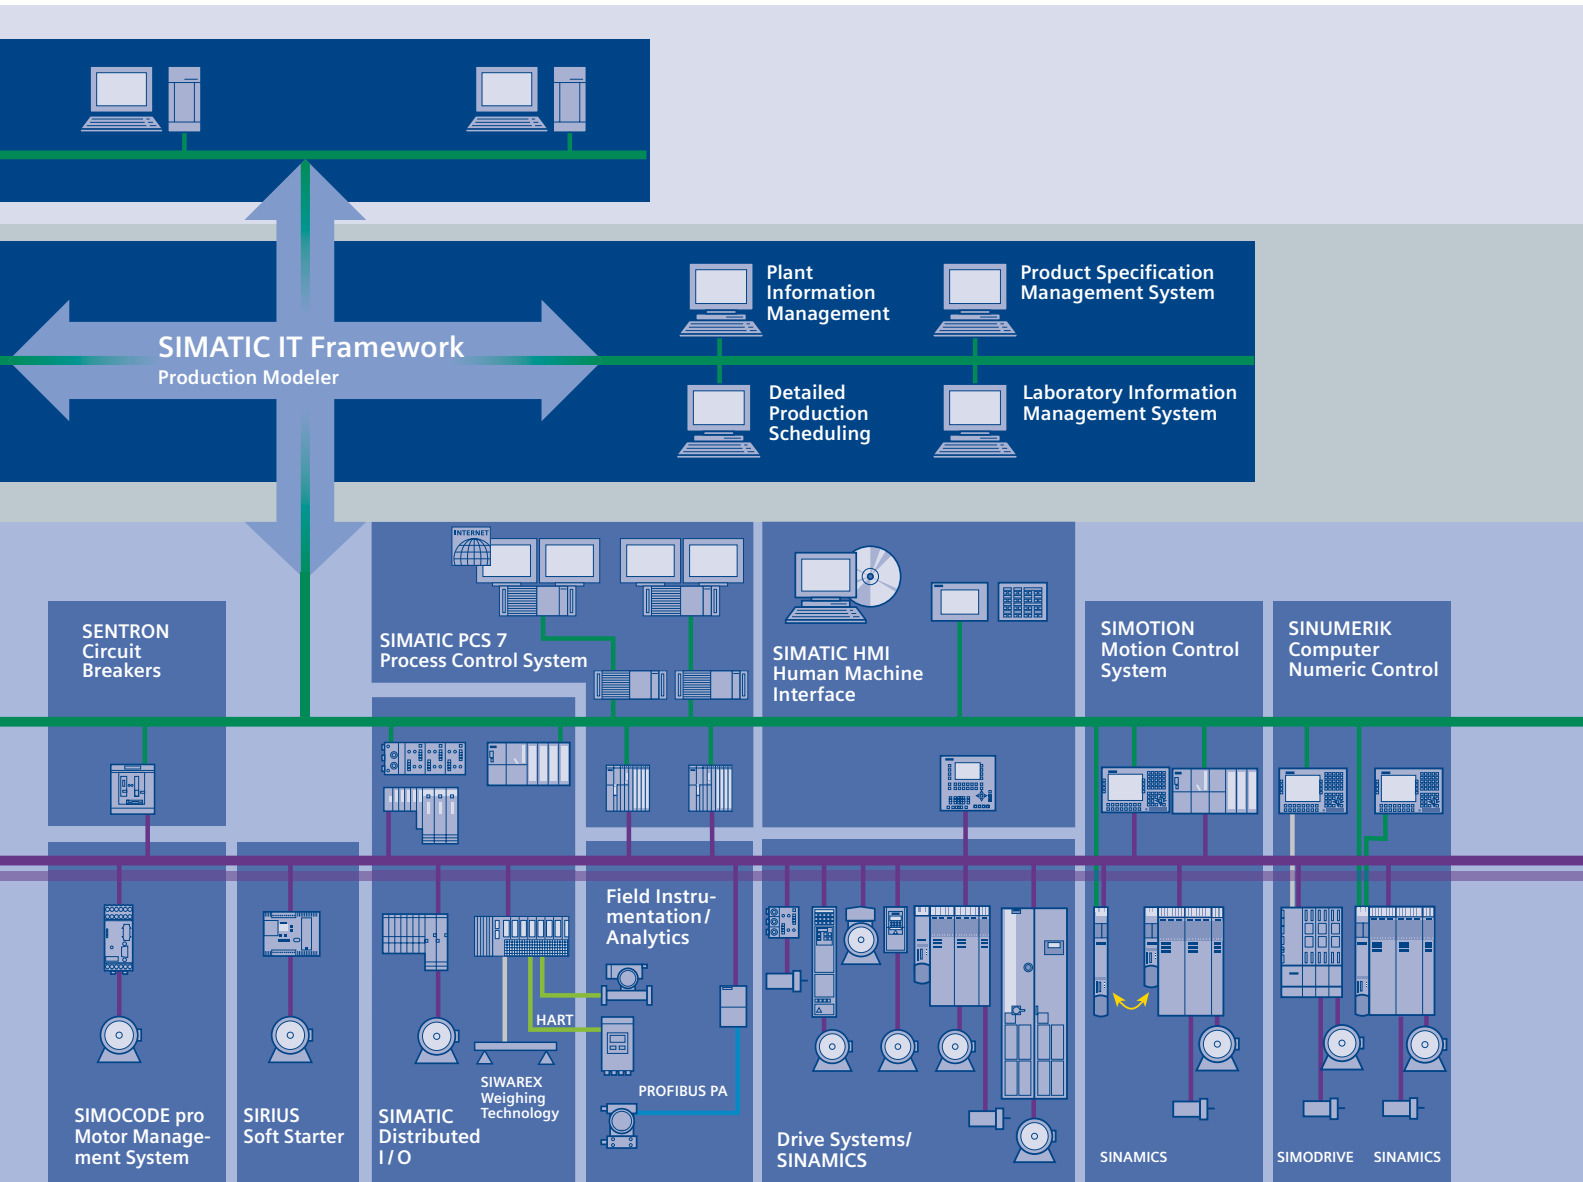 Plant
Information
Management
Product Specification
Management System
SIMATIC IT Framework
Production Modeler
Detailed
Production
Scheduling
Laboratory Information
Management System
INTERNET
SENTRON
Circuit
Breakers
SIMATIC PCS 7
Process Control System
SIMATIC HMI
Human Machine
Interface
SIMOTION
Motion Control
System
SINUMERIK
Computer
Numeric Control
Field Instru-
mentation/
Analytics
HART
PROFIBUS PA
SIWAREX
Weighing
Technology
SIMOCODE pro
Motor Manage-
ment System
SIRIUS
Soft Starter
SIMATIC
Distributed
I/O
Drive Systems/
SINAMICS
SINAMICS
SIMODRIVE
SINAMICS